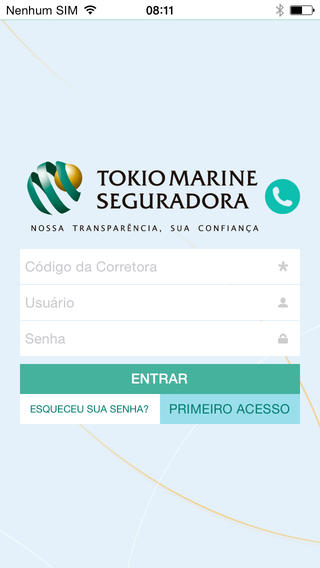 Nenhum SIM 08:11
TOKIO MARINE
SEGURADORA
NOSSA TRANSPARÊNCIA, SUA CONFIANÇA
Código da Corretora
Usuário
Senha
ENTRAR
ESQUECEU SUA SENHA? PRIMEIRO ACESSO